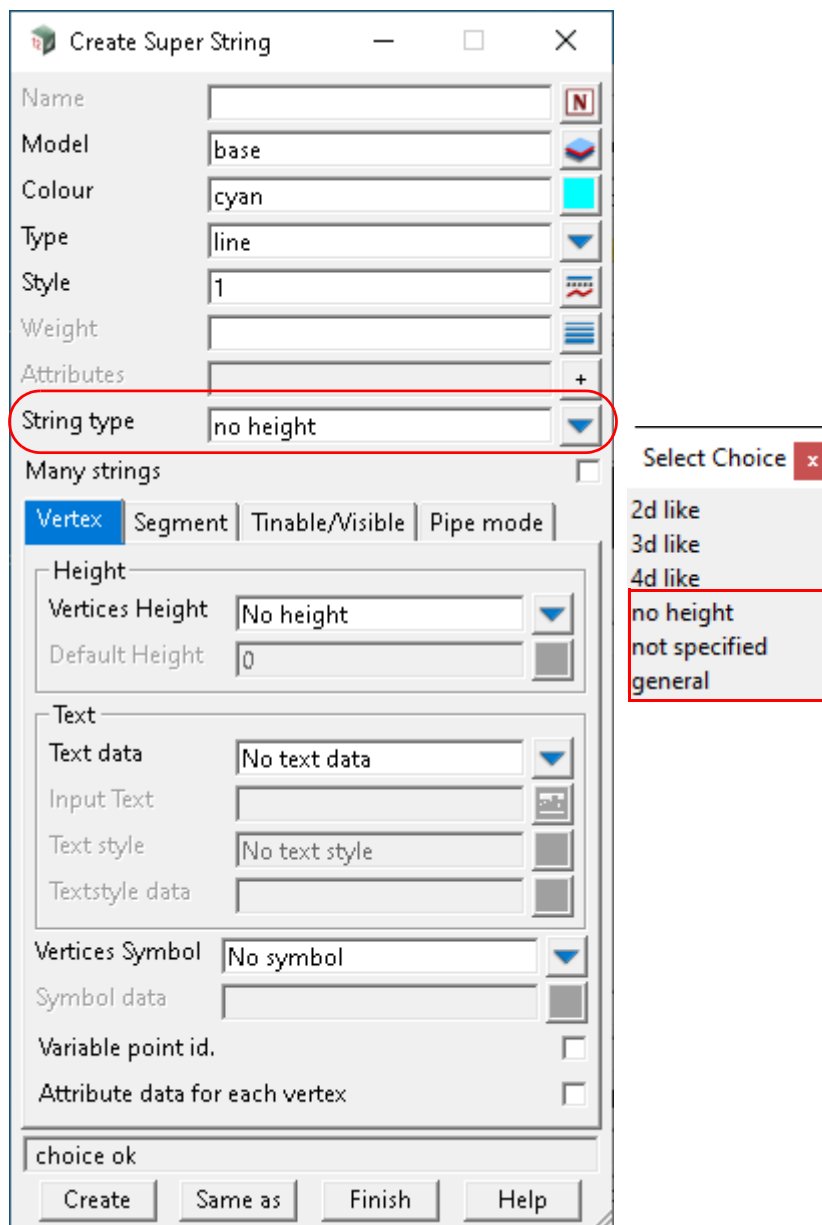 Create Super String
Name
Model base
Colour cyan
Type line
Style 1
Weight
Attributes +
String type no height
Many strings
Vertex Segment Tinable/Visible Pipe mode
Height
Vertices Height No height
Default Height 0
Text
Text data No text data
Input Text
Text style No text style
Textstyle data
Vertices Symbol No symbol
Symbol data
Variable point id.
Attribute data for each vertex
choice ok
Create Same as Finish Help
Select Choice x
2d like
3d like
4d like
no height
not specified
general